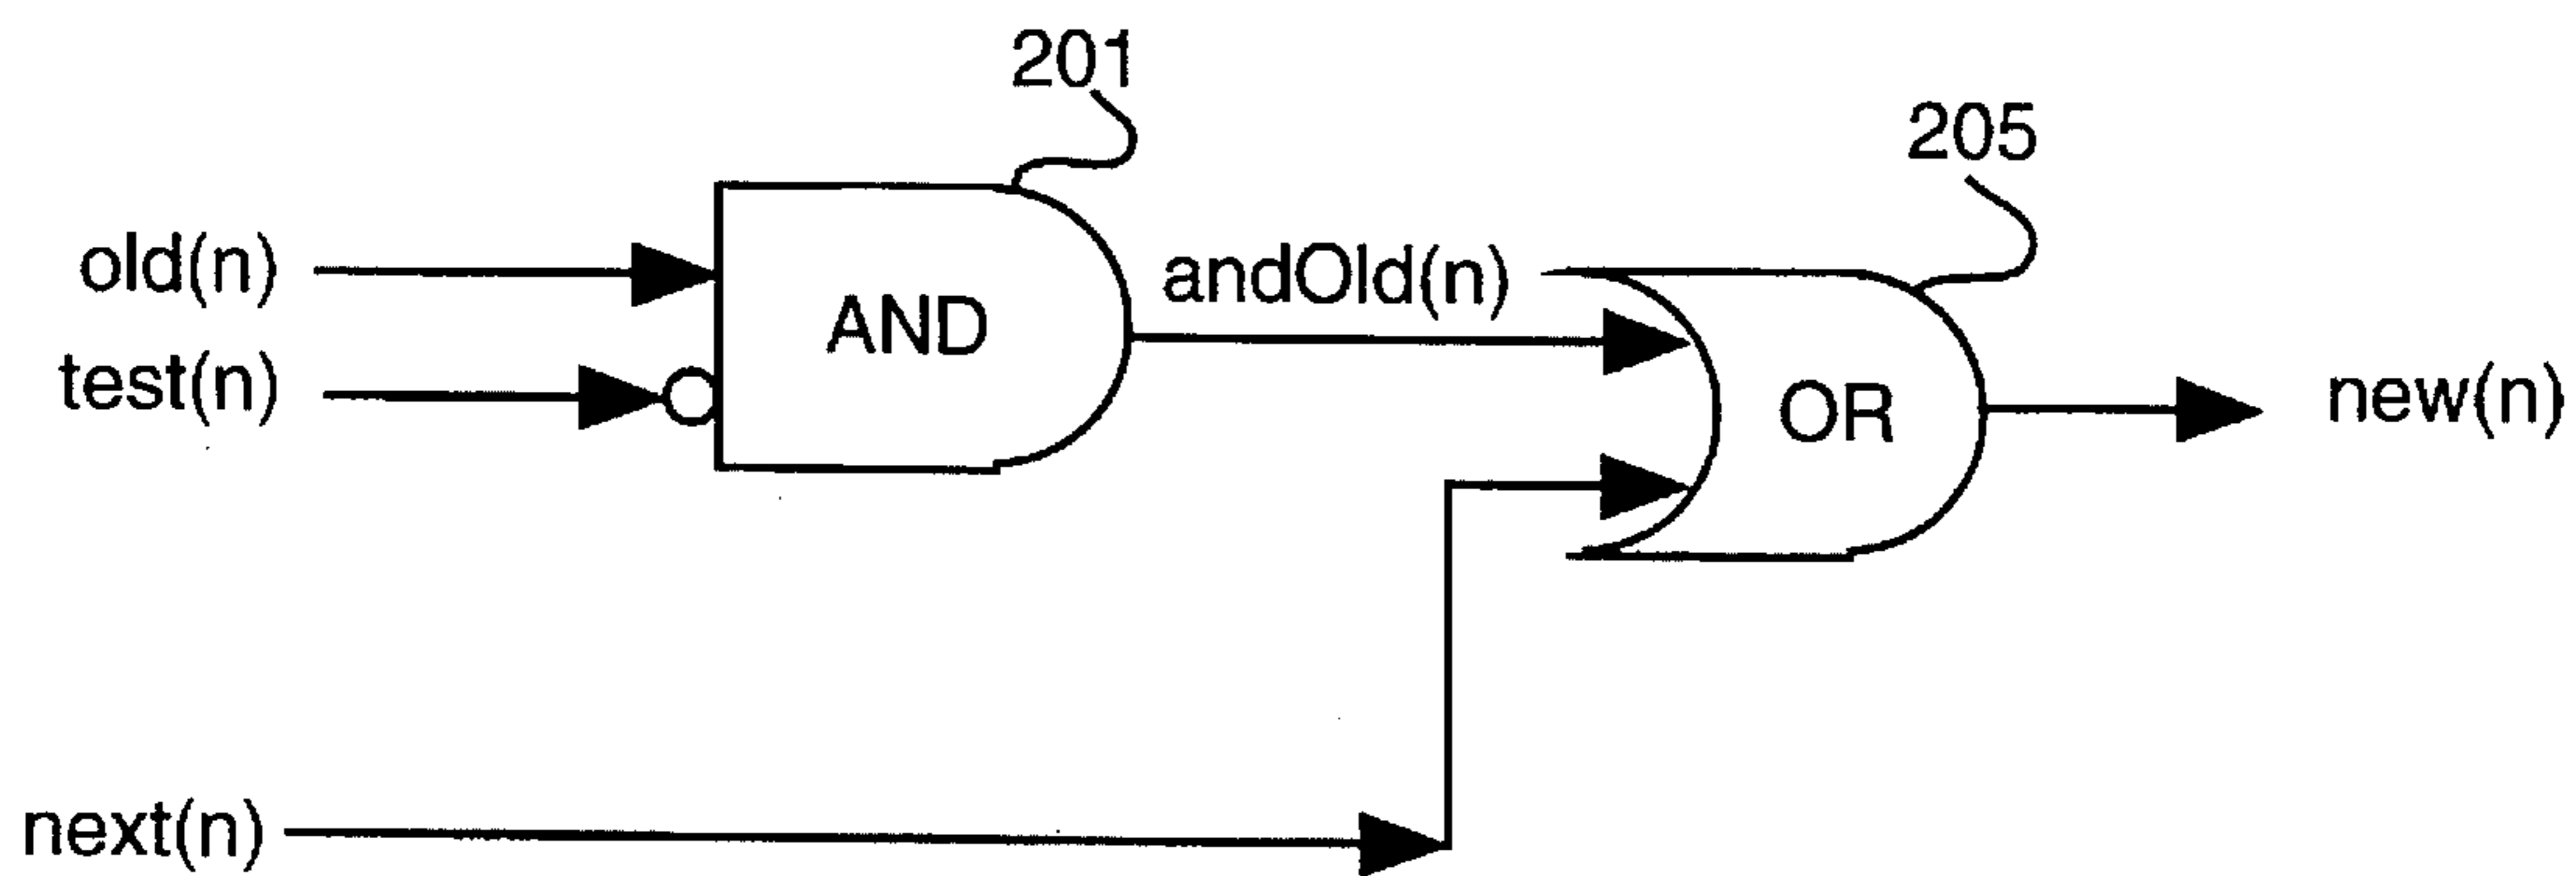 201
205
old(n)
andOld(n)
AND
test(n)
OR
new(n)
next(n)